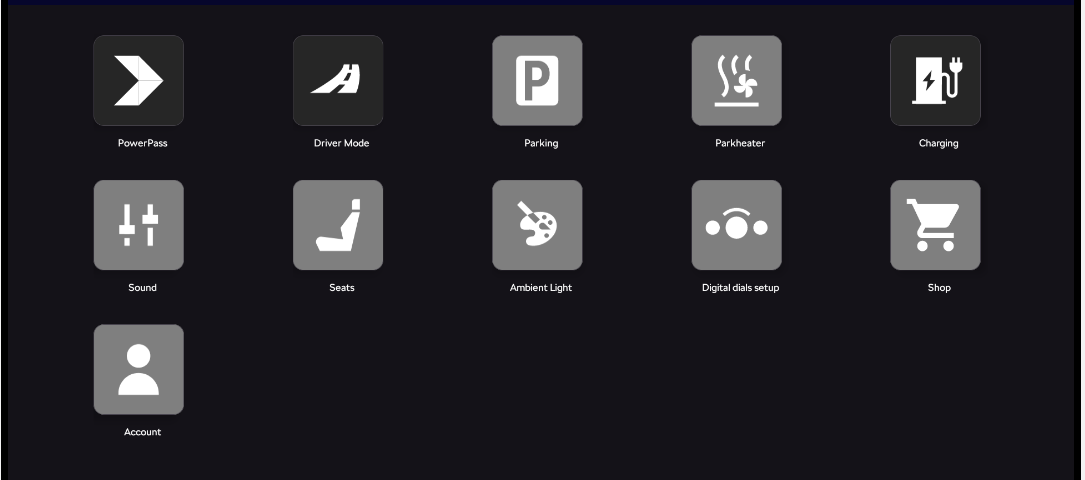 PowerPass
Driver Mode
P
Parking
Parkheater
Charging
Sound
Seats
Ambient Light
Digital dials setup
Shop
Account